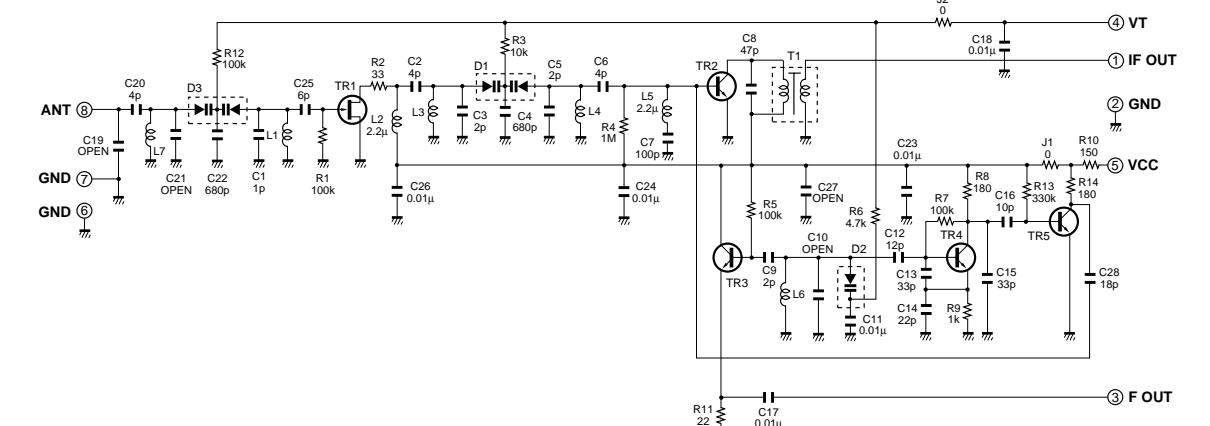 J2
0
④ VT
R12
100k
R3
10k
C8
47p
T1
C18
0.01μ
① IF OUT
C20
4p
D3
C25
6p
TR1
R2
33
C2
4p
D1
C5
2p
C6
4p
TR2
ANT ⑧
② GND
C19
OPEN
L7
C21
OPEN
C22
680p
C1
1p
L1
R1
100k
L2
2.2μ
L3
C3
2p
C4
680p
L4
R4
1M
L5
2.2μ
C7
100p
C23
0.01μ
J1
0
R10
150
GND ⑦
⑤ VCC
GND ⑥
C26
0.01μ
C24
0.01μ
R5
100k
C27
OPEN
R6
4.7k
R8
180
R7
100k
C16
10p
R13
330k
R14
180
TR3
C9
2p
L6
C10
OPEN
D2
C12
12p
TR4
TR5
C13
33p
C15
33p
C28
18p
C14
22p
R9
1k
C11
0.01μ
③ F OUT
R11
22
C17
0.01μ